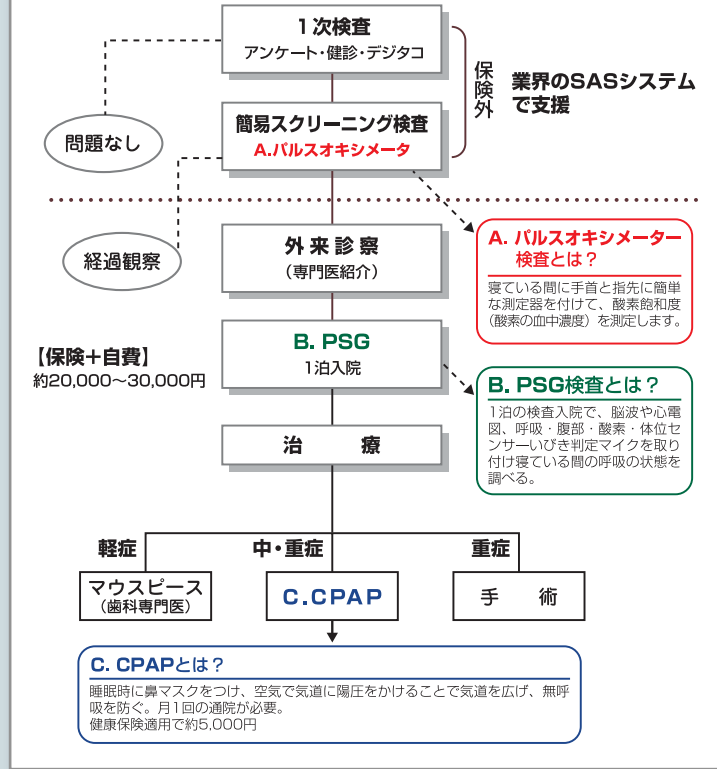 1次検査
アンケート・健診・デジタコ
保険外
業界のSASシステム
で支援
問題なし
簡易スクリーニング検査
A.パルスオキシメータ
経過観察
外来診察
（専門医紹介）
A. パルスオキシメーター
検査とは？
寝ている間に手首と指先に簡単
な測定器を付けて、酸素飽和度
（酸素の血中濃度）を測定します。
B. PSG
1泊入院
【保険＋自費】
約20,000〜30,000円
B. PSG検査とは？
1泊の検査入院で、脳波や心電
図、呼吸・腹部・酸素・体位セ
ンサーいびき判定マイクを取り
付け寝ている間の呼吸の状態を
調べる。
治　療
軽症
中・重症
重症
マウスピース
（歯科専門医）
C.CPAP
手　術
C. CPAPとは？
睡眠時に鼻マスクをつけ、空気で気道に陽圧をかけることで気道を広げ、無呼
吸を防ぐ。月1回の通院が必要。
健康保険適用で約5,000円